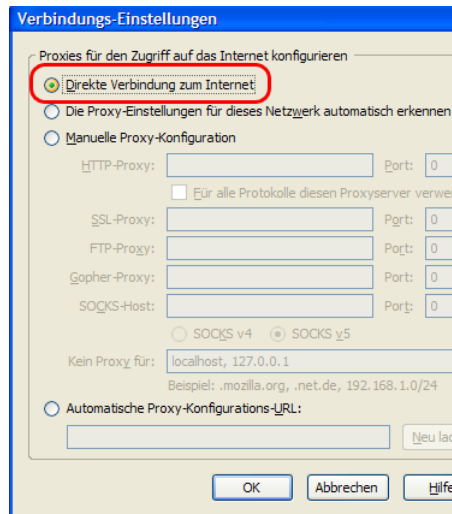 Verbindungs-Einstellungen
Proxies für den Zugriff auf das Internet konfigurieren
Direkte Verbindung zum Internet
Die Proxy-Einstellungen für dieses Netzwerk automatisch erkennen
Manuelle Proxy-Konfiguration
HTTP-Proxy: Port: 0
Für alle Protokolle diesen Proxyserver verwe
SSL-Proxy: Port: 0
FTP-Proxy: Port: 0
Gopher-Proxy: Port: 0
SOCKS-Host: Port: 0
SOCKS v4 SOCKS v5
Kein Proxy für: localhost, 127.0.0.1
Beispiel: .mozilla.org, .net.de, 192.168.1.0/24
Automatische Proxy-Konfigurations-URL:
Neu lad
OK Abbrechen Hilfe